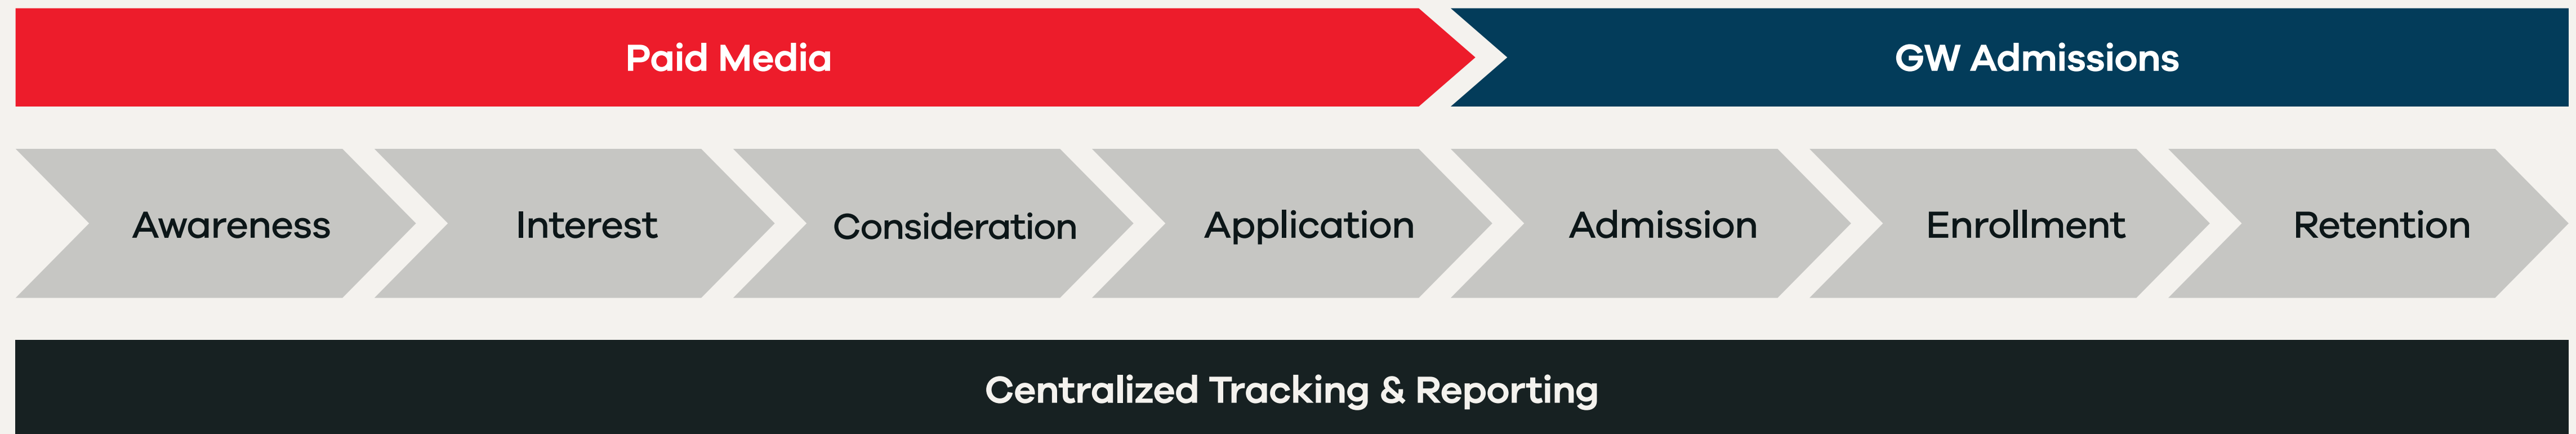 Paid Media
GW Admissions
Awareness
Interest
Consideration
Application
Admission
Enrollment
Retention
Centralized Tracking & Reporting